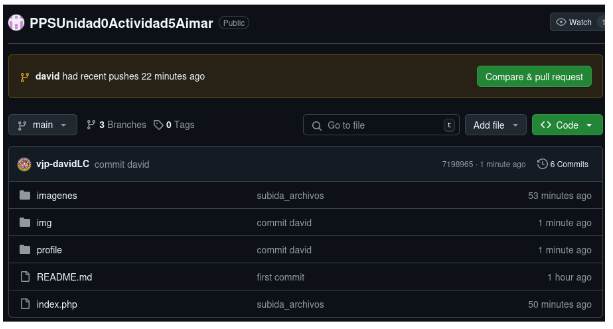 PPSUnidad0Actividad5Aimar Public Watch 1
david had recent pushes 22 minutes ago Compare & pull request
main 3 Branches 0 Tags Go to file t Add file Code
vjp-davidLC commit david 7198965 · 1 minute ago 6 Commits
imagenes subida_archivos 53 minutes ago
img commit david 1 minute ago
profile commit david 1 minute ago
README.md first commit 1 hour ago
index.php subida_archivos 50 minutes ago